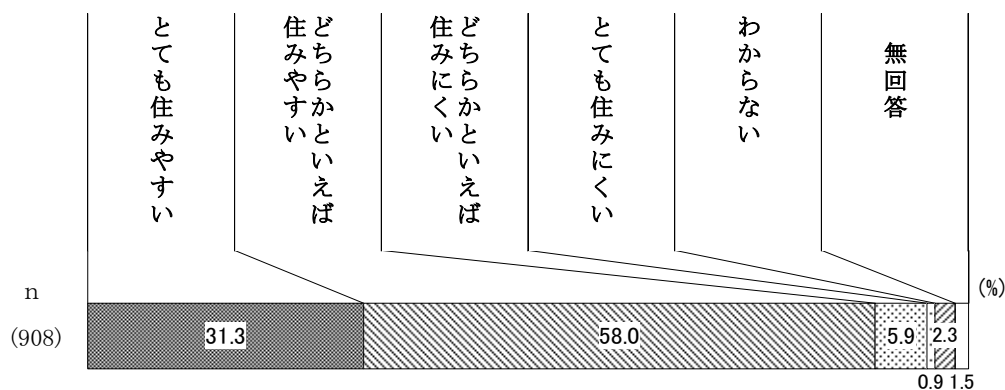 とても住みやすい
どちらかといえば
住みやすい
どちらかといえば
住みにくい
とても住みにくい
わからない
無回答
n
(%)
(908)
31.3
58.0
5.9
2.3
0.9
1.5